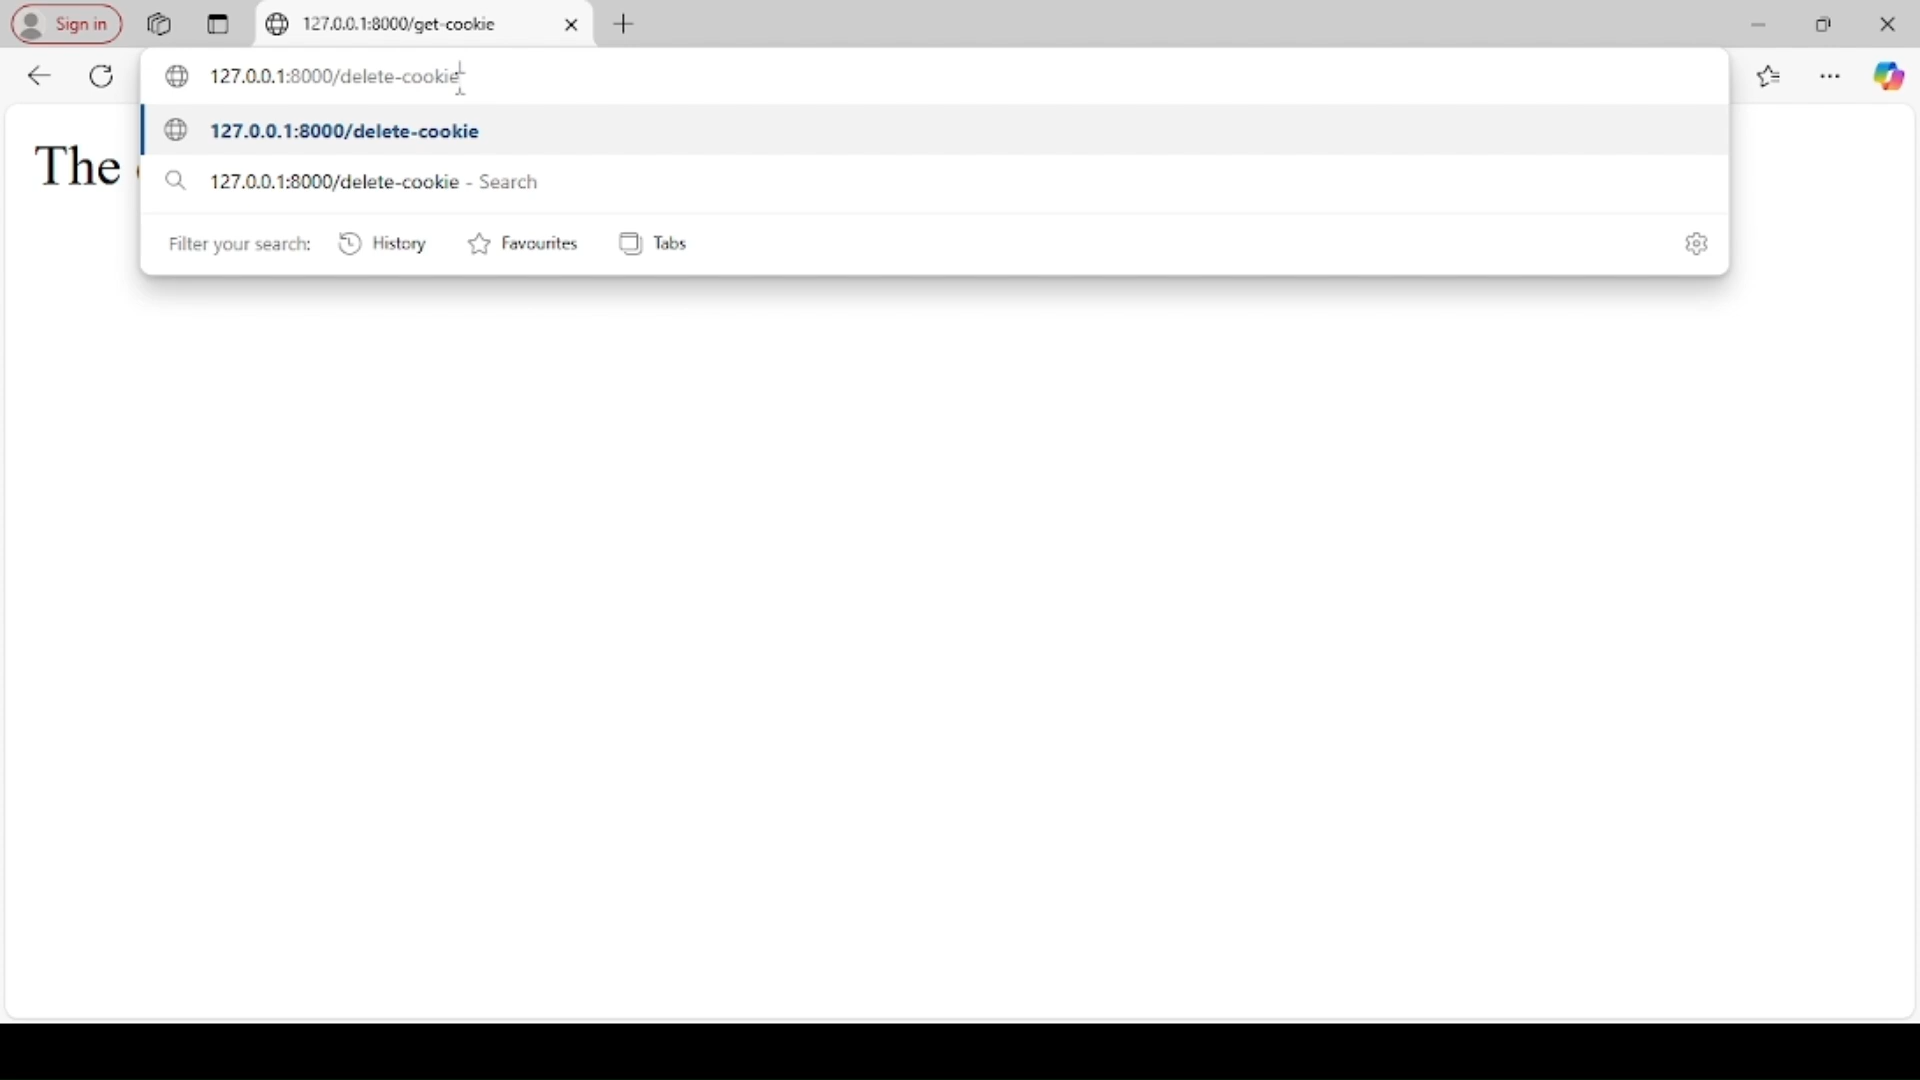 Sign in
127.0.0.1:8000/get-cookie
127.0.0.1:8000/delete-cookie
127.0.0.1:8000/delete-cookie
The
127.0.0.1:8000/delete-cookie - Search
Filter your search: History Favourites Tabs